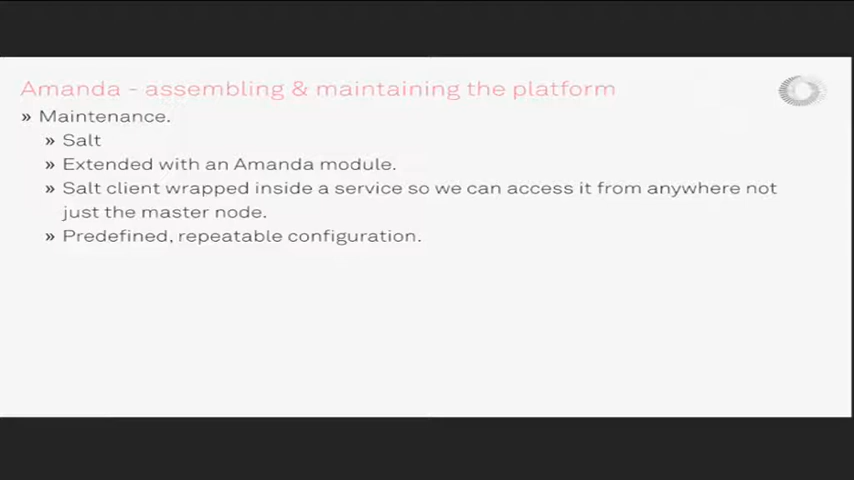 Amanda - assembling & maintaining the platform
» Maintenance.
» Salt
» Extended with an Amanda module.
» Salt client wrapped inside a service so we can access it from anywhere not
just the master node.
» Predefined, repeatable configuration.